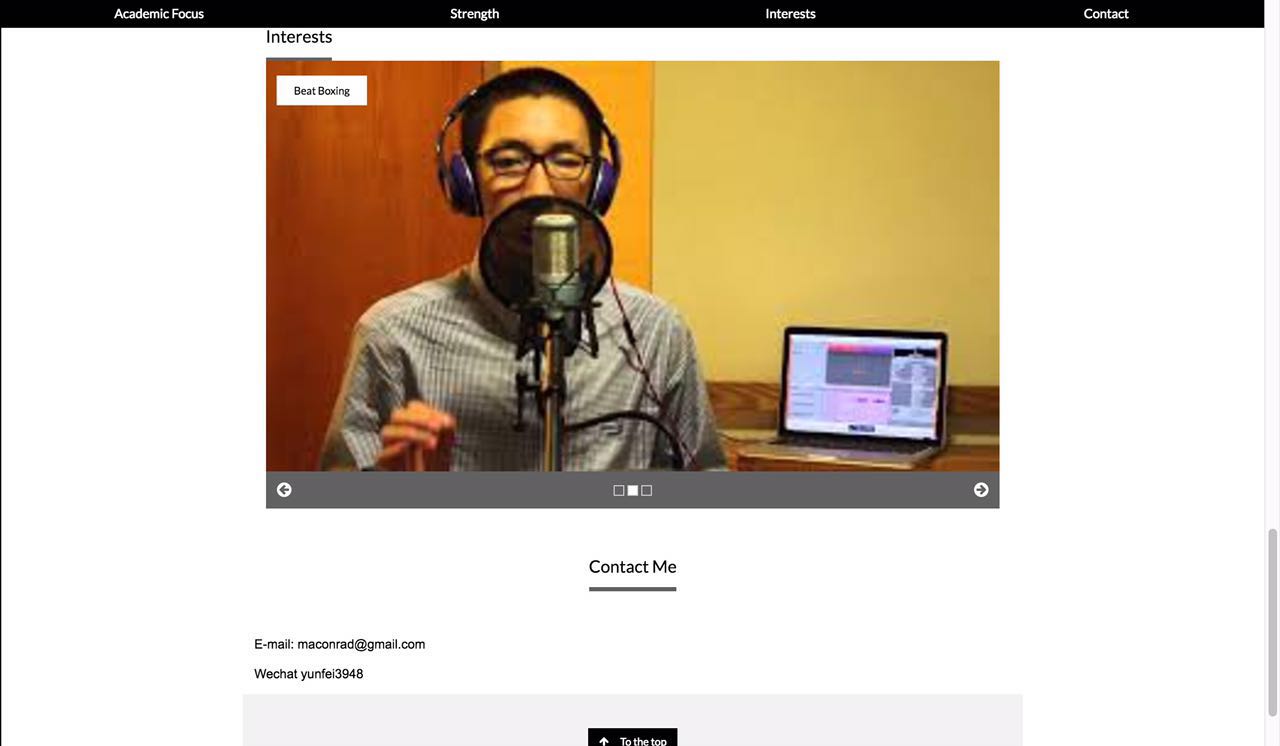 Academic Focus Strength Interests Contact
Interests
Beat Boxing
Contact Me
E-mail: maconrad@gmail.com
Wechat yunfei3948
To the top